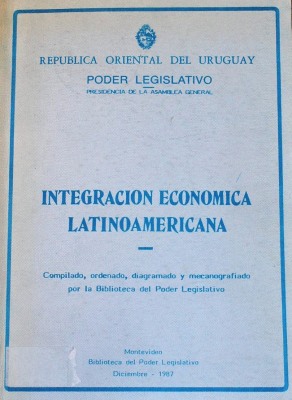 REPUBLICA ORIENTAL DEL URUGUAY
PODER LEGISLATIVO
PRESIDENCIA DE LA ASAMBLEA GENERAL
INTEGRACION ECONOMICA
LATINOAMERICANA
Compilado, ordenado, diagramado y mecanografiado
por la Biblioteca del Poder Legislativo
Montevideo
Biblioteca del Poder Legislativo
Diciembre - 1987